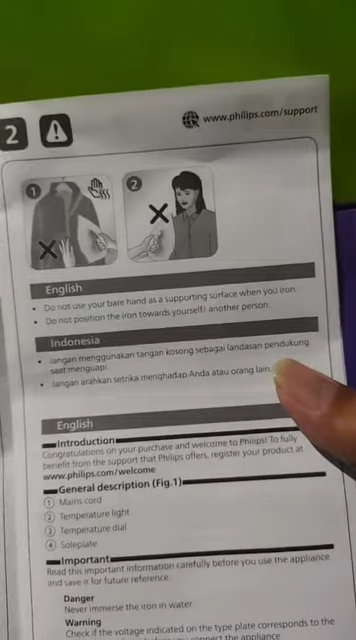 2
www.philips.com/support
1
2
English
• Do not use your bare hand as a supporting surface when you iron.
• Do not position the iron towards yourself/ another person.
Indonesia
• Jangan menggunakan tangan kosong sebagai landasan pendukung
saat menguapi.
• Jangan arahkan setrika menghadap Anda atau orang lain.
English
Introduction
Congratulations on your purchase and welcome to Philips! To fully
benefit from the support that Philips offers, register your product at
www.philips.com/welcome.
General description (Fig.1)
1 Mains cord
2 Temperature light
3 Temperature dial
4 Soleplate
Important
Read this important information carefully before you use the appliance
and save it for future reference.
Danger
Never immerse the iron in water
Warning
Check if the voltage indicated on the type plate corresponds to the